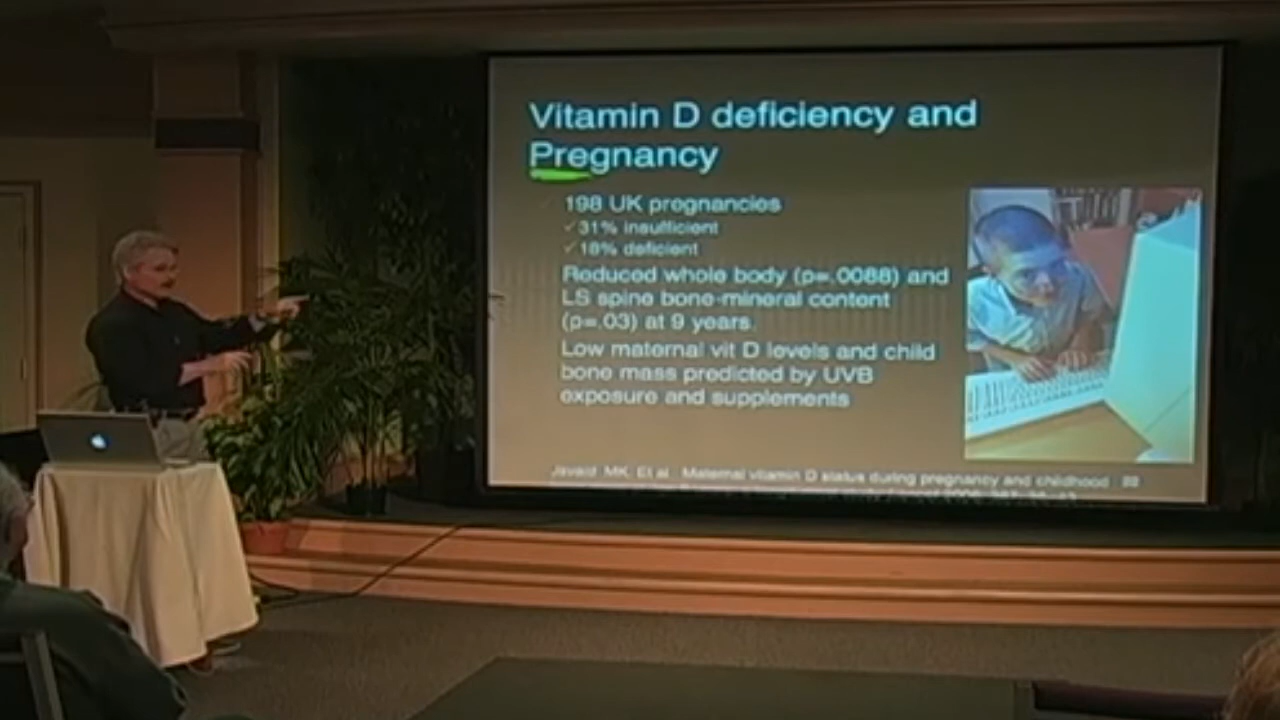 Vitamin D deficiency and
Pregnancy
198 UK pregnancies
✓31% insufficient
✓18% deficient
Reduced whole body (p=.0088) and
LS spine bone-mineral content
(p=.03) at 9 years.
Low maternal vit D levels and child
bone mass predicted by UVB
exposure and supplements
Javaid MK, Et al. Maternal vitamin D status during pregnancy and childhood